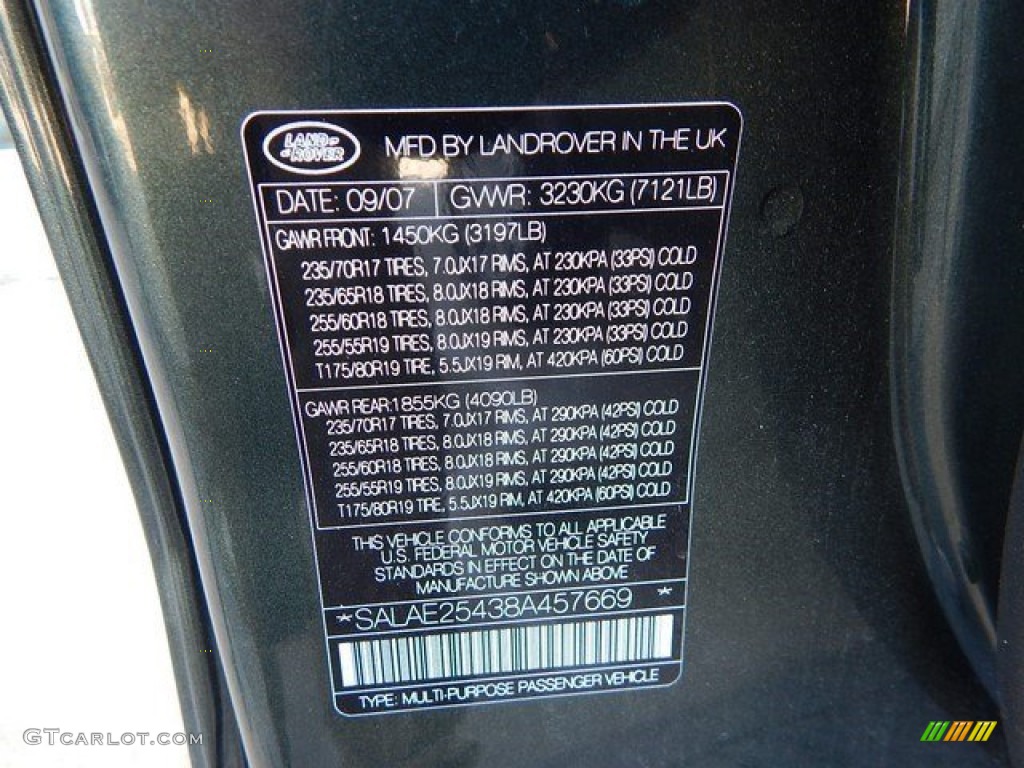 LAND-
-ROVER
MFD BY LANDROVER IN THE UK
DATE: 09/07 GVWR: 3230KG (7121LB)
GAWR FRONT: 1450KG (3197LB)
235/70R17 TIRES, 7.0JX17 RIMS, AT 230KPA (33PSI) COLD
235/65R18 TIRES, 8.0JX18 RIMS, AT 230KPA (33PSI) COLD
255/60R18 TIRES, 8.0JX18 RIMS, AT 230KPA (33PSI) COLD
255/55R19 TIRES, 8.0JX19 RIMS, AT 230KPA (33PSI) COLD
T175/80R19 TIRE, 5.5JX19 RIM, AT 420KPA (60PSI) COLD
GAWR REAR: 1855KG (4090LB)
235/70R17 TIRES, 7.0JX17 RIMS, AT 290KPA (42PSI) COLD
235/65R18 TIRES, 8.0JX18 RIMS, AT 290KPA (42PSI) COLD
255/60R18 TIRES, 8.0JX18 RIMS, AT 290KPA (42PSI) COLD
255/55R19 TIRES, 8.0JX19 RIMS, AT 290KPA (42PSI) COLD
T175/80R19 TIRE, 5.5JX19 RIM, AT 420KPA (60PSI) COLD
THIS VEHICLE CONFORMS TO ALL APPLICABLE
U.S. FEDERAL MOTOR VEHICLE SAFETY
STANDARDS IN EFFECT ON THE DATE OF
MANUFACTURE SHOWN ABOVE
*SALAE25438A457669 *
TYPE: MULTI-PURPOSE PASSENGER VEHICLE
GTcarlot.com